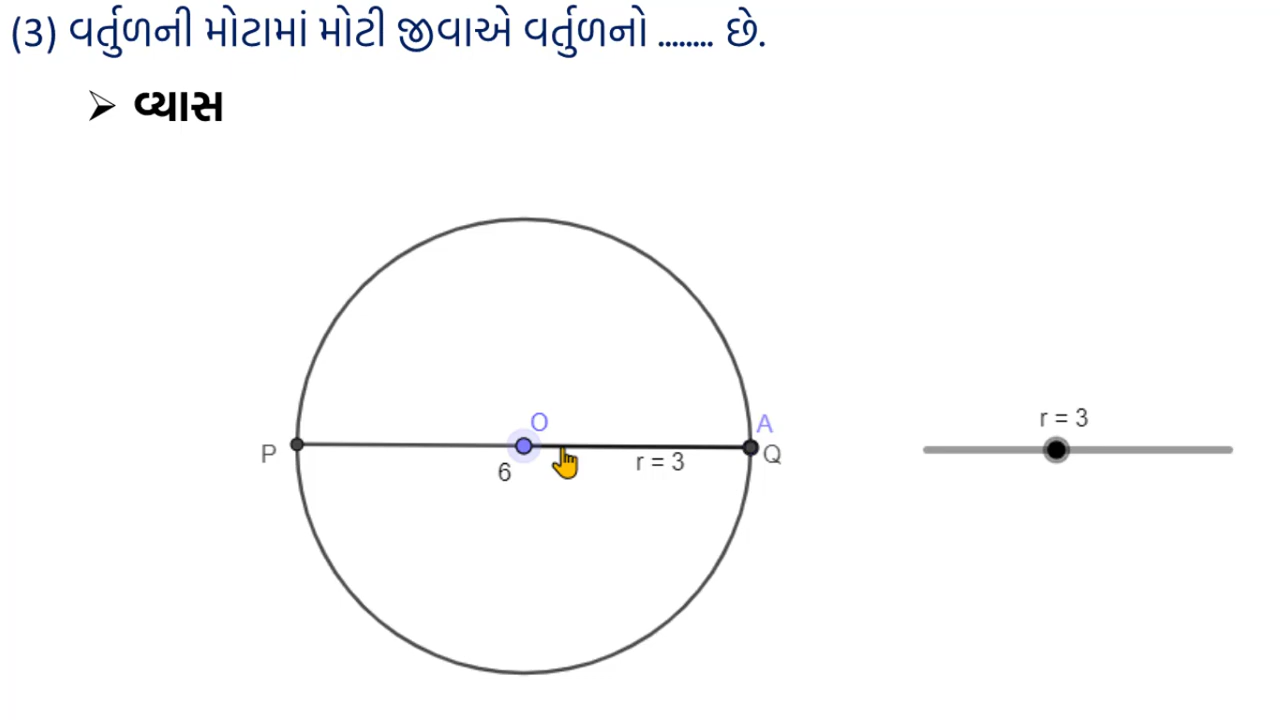 (3) વર્તુળની મોટામાં મોટી જીવાએ વર્તુળનો ........ છે.
➢ વ્યાસ
O
A
r = 3
P
Q
6
r = 3